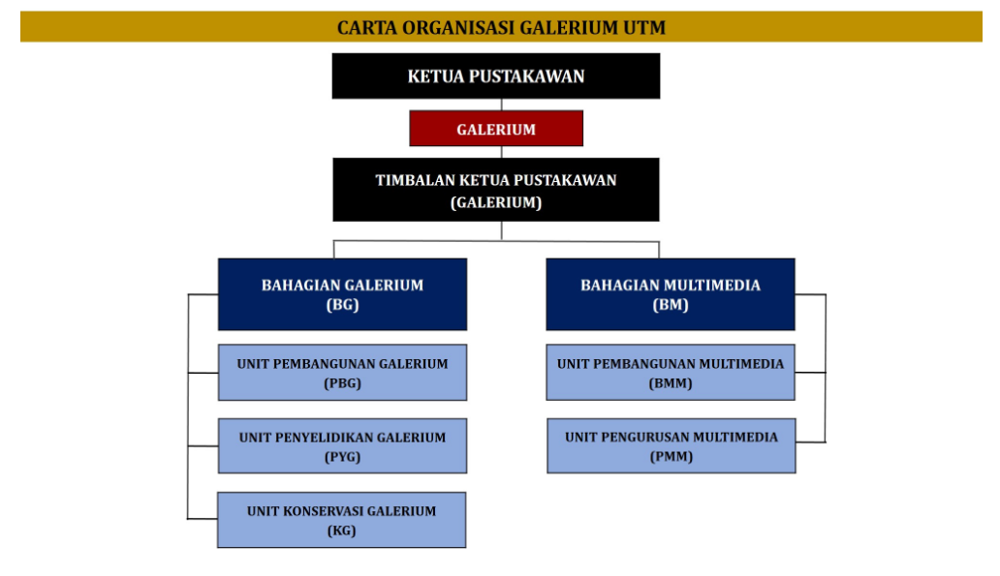 CARTA ORGANISASI GALERIUM UTM
KETUA PUSTAKAWAN
GALERIUM
TIMBALAN KETUA PUSTAKAWAN
(GALERIUM)
BAHAGIAN GALERIUM
(BG)
UNIT PEMBANGUNAN GALERIUM
(PBG)
UNIT PENYELIDIKAN GALERIUM
(PYG)
UNIT KONSERVASI GALERIUM
(KG)
BAHAGIAN MULTIMEDIA
(BM)
UNIT PEMBANGUNAN MULTIMEDIA
(BMM)
UNIT PENGURUSAN MULTIMEDIA
(PMM)